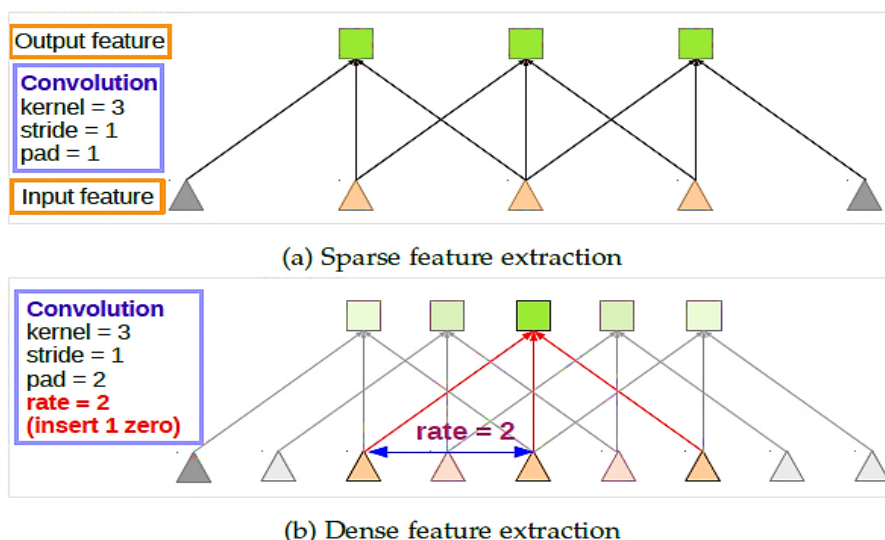 Output feature
Convolution
kernel = 3
stride = 1
pad = 1
Input feature
(a) Sparse feature extraction
Convolution
kernel = 3
stride = 1
pad = 2
rate = 2
(insert 1 zero)
rate = 2
(b) Dense feature extraction